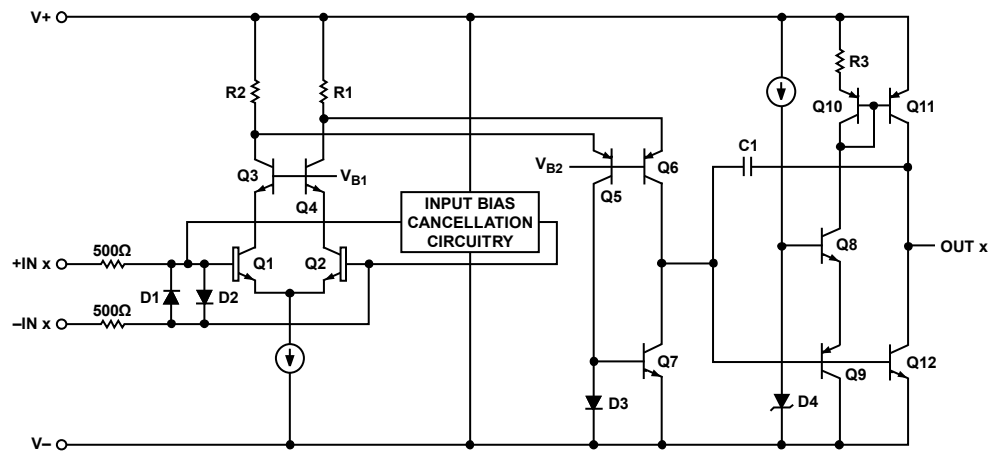 V+
R3
R2
R1
Q10
Q11
C1
Q3
VB1
VB2
Q6
Q5
Q4
INPUT BIAS
CANCELLATION
CIRCUITRY
500Ω
+IN x
Q1
Q2
Q8
OUT x
D1
D2
500Ω
–IN x
Q7
Q9
Q12
D3
D4
V–